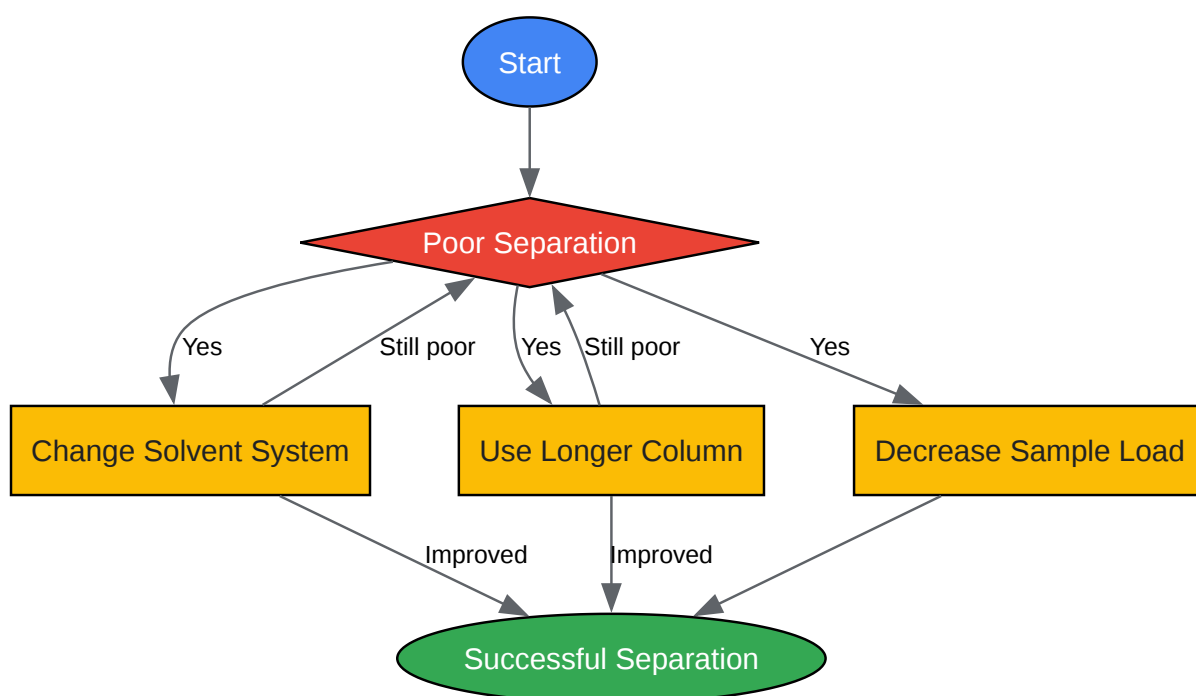 Start
Poor Separation
Yes
Still poor
Yes
Still poor
Yes
Change Solvent System
Use Longer Column
Decrease Sample Load
Improved
Improved
Successful Separation